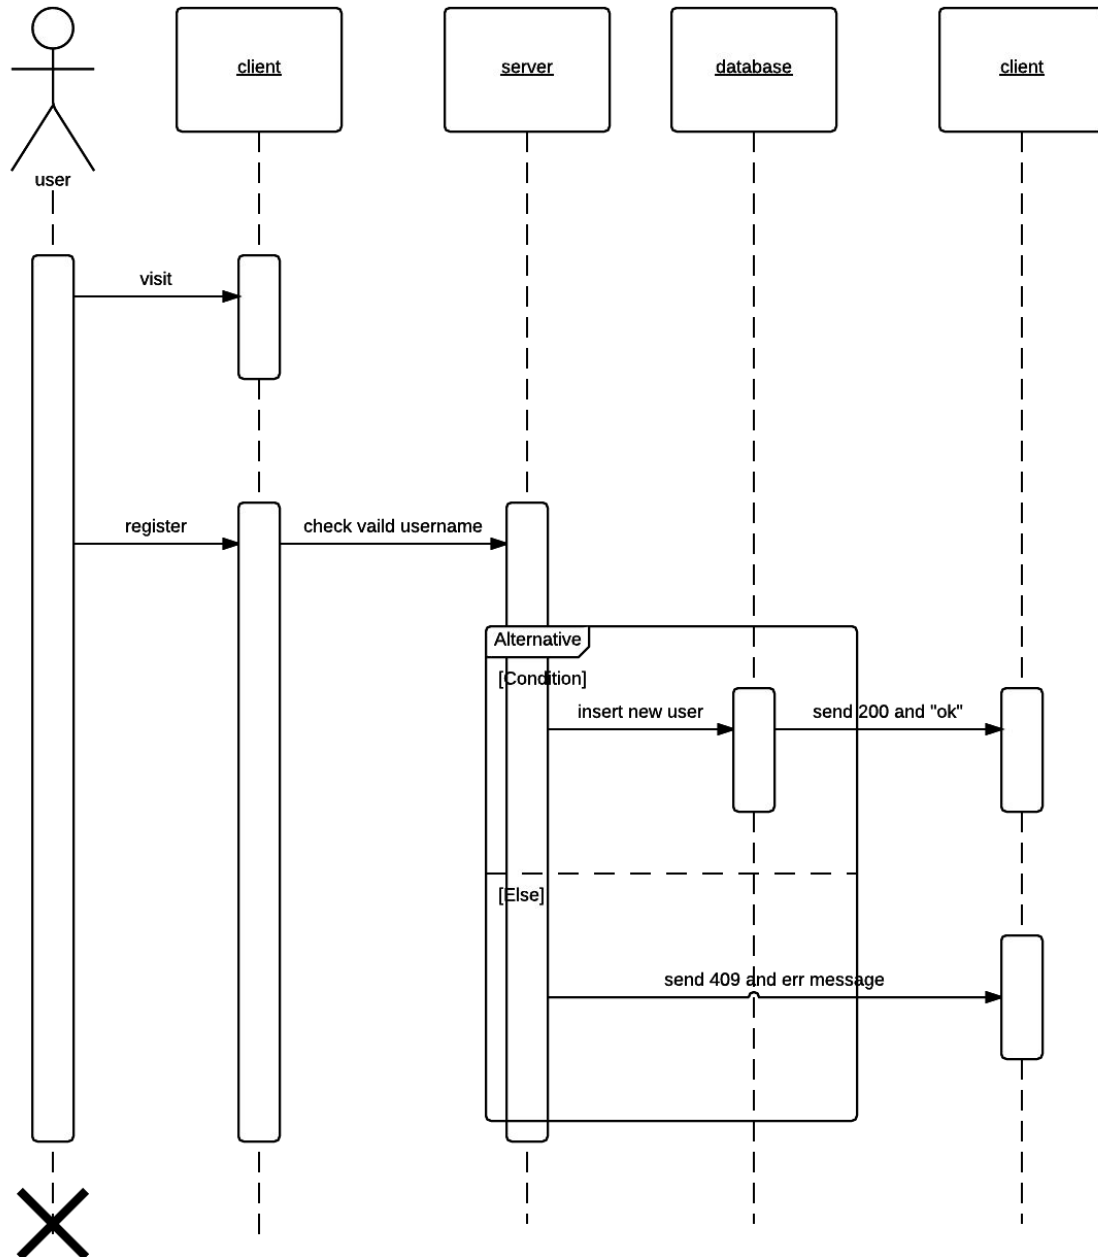 client
server
database
client
user
visit
register
check vaild username
Alternative
[Condition]
insert new user
send 200 and "ok"
[Else]
send 409 and err message